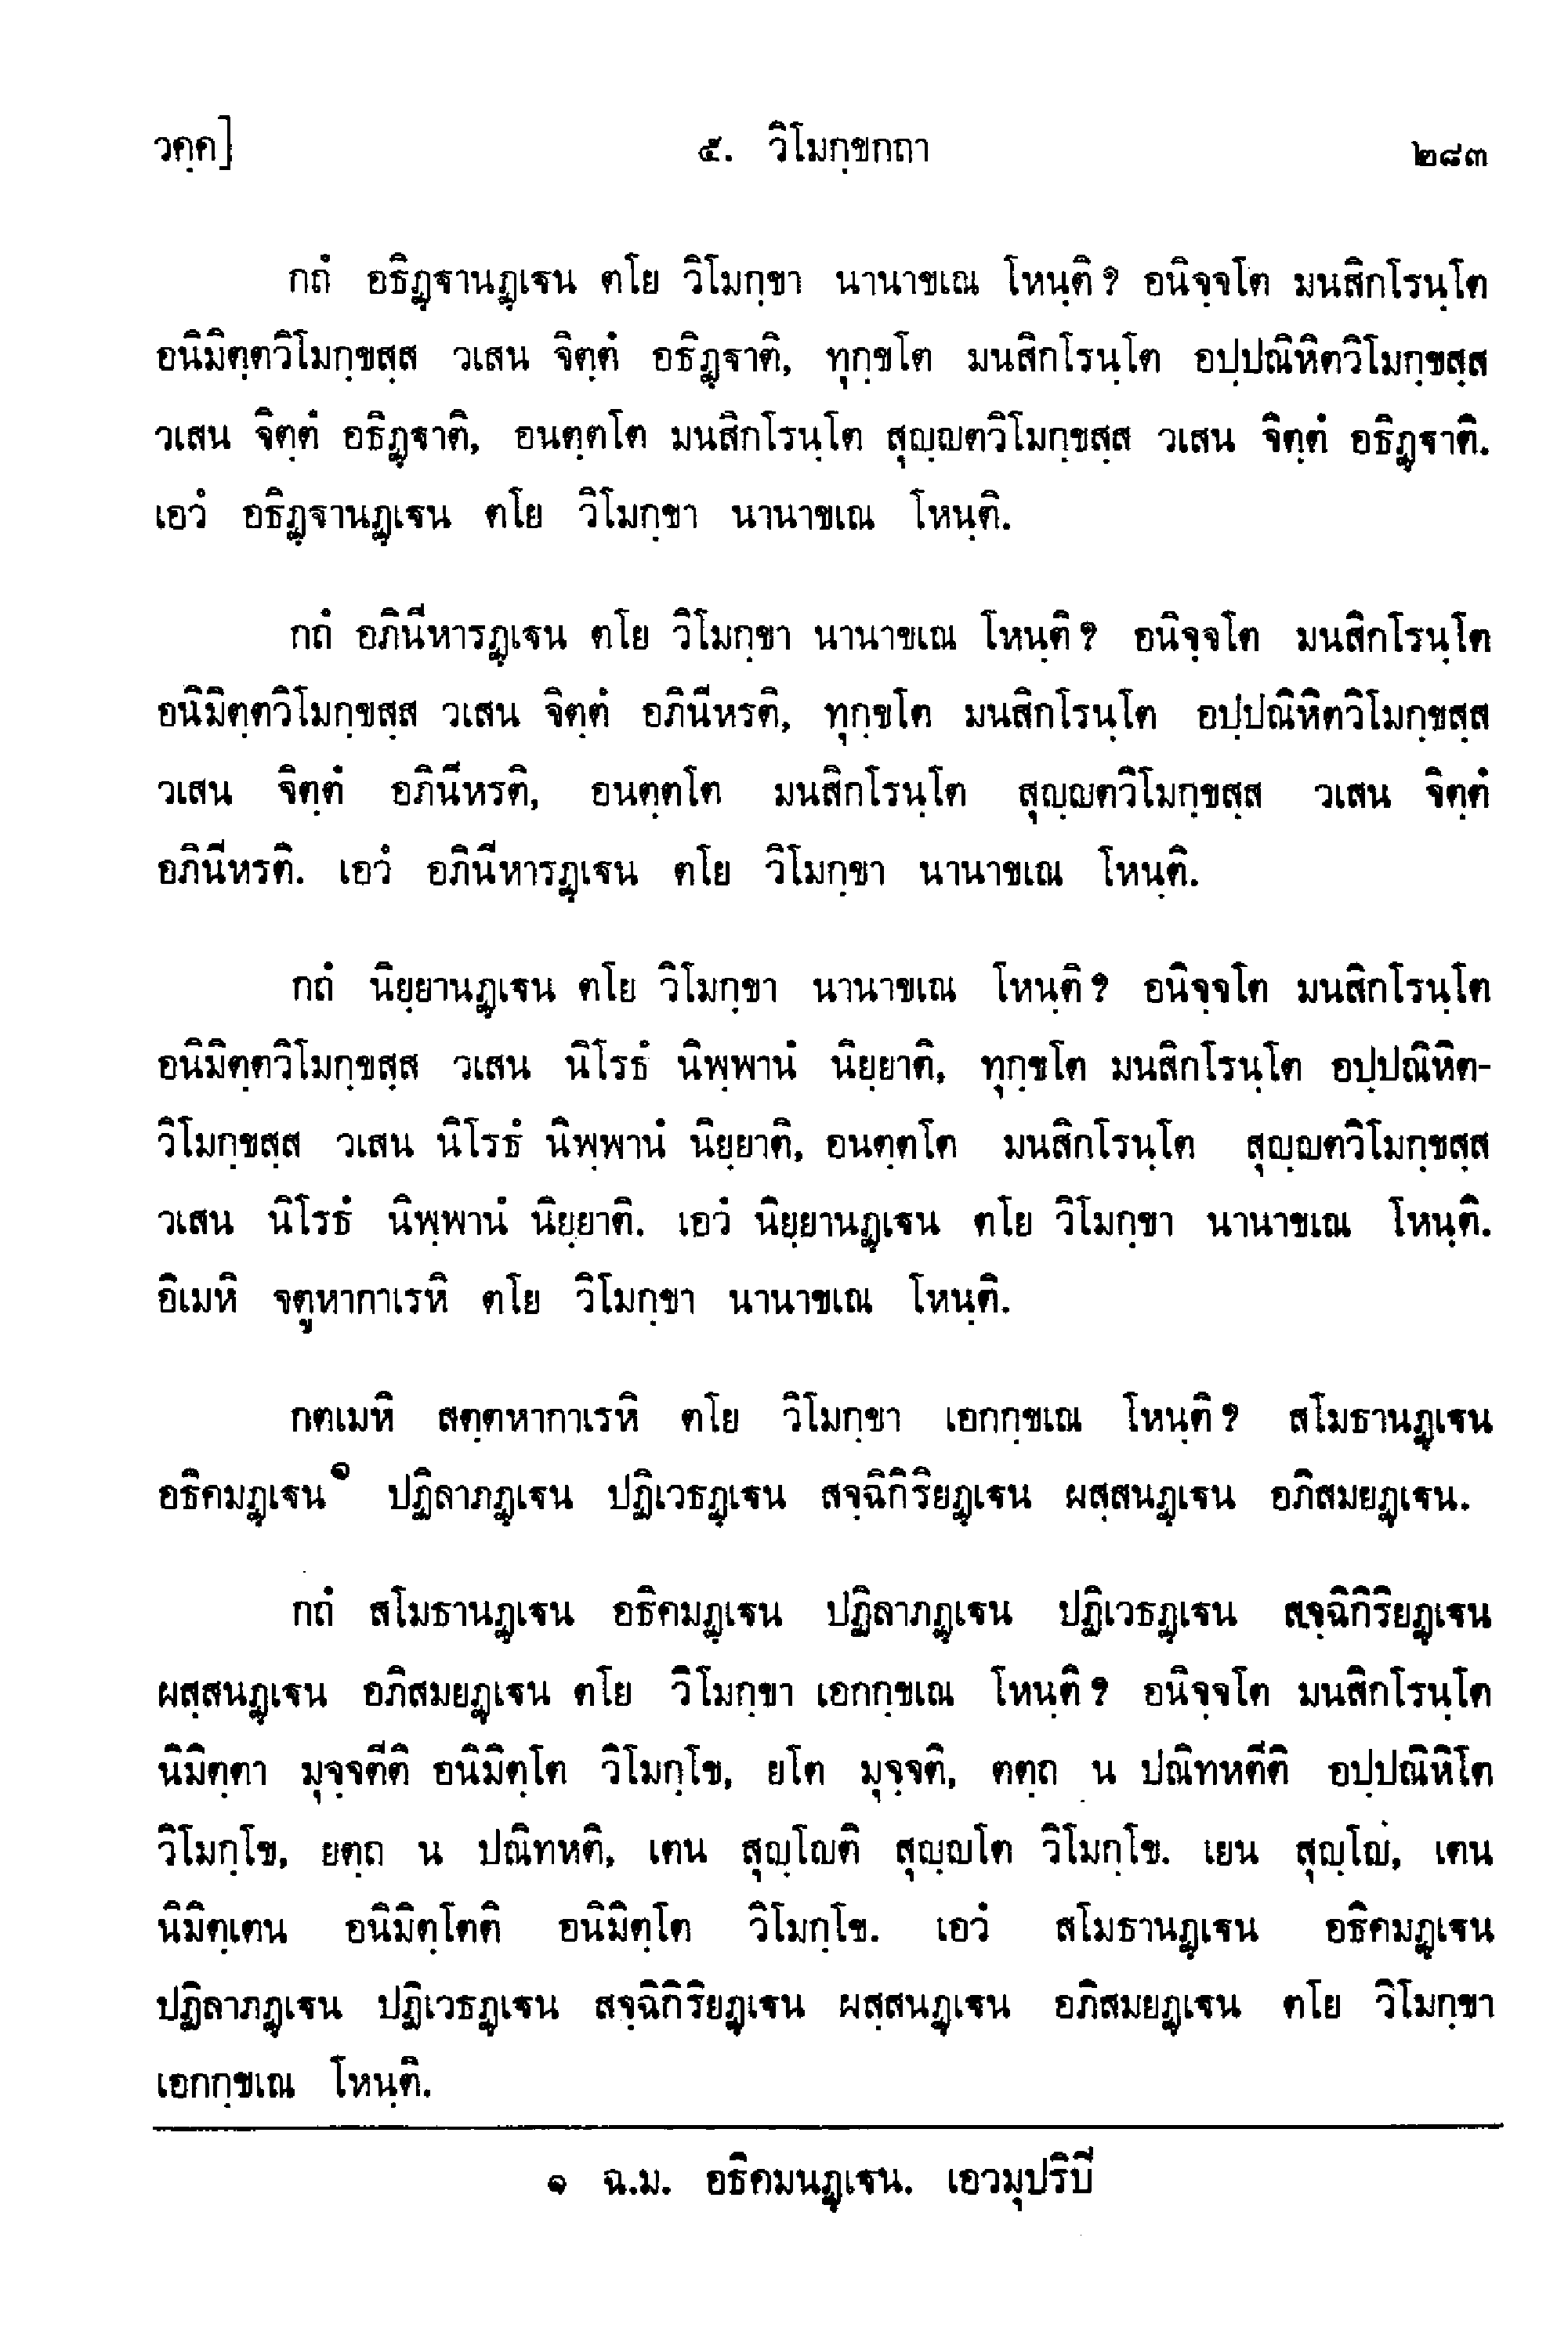 วคฺค] ๕. วิโมกฺขกถา ๒๘๓
กถํ อธิฏฺฐานฏฺเฐน ตโย วิโมกฺขา นานาขเณ โหนฺติ? อนิจฺจโต มนสิกโรนฺโต
อนิมิตฺตวิโมกฺขสฺส วเสน จิตฺตํ อธิฏฺฐาติ, ทุกฺขโต มนสิกโรนฺโต อปฺปณิหิตวิโมกฺขสฺส
วเสน จิตฺตํ อธิฏฺฐาติ, อนตฺตโต มนสิกโรนฺโต สุญฺญตวิโมกฺขสฺส วเสน จิตฺตํ อธิฏฺฐาติ.
เอวํ อธิฏฺฐานฏฺเฐน ตโย วิโมกฺขา นานาขเณ โหนฺติ.
กถํ อภินีหารฏฺเฐน ตโย วิโมกฺขา นานาขเณ โหนฺติ? อนิจฺจโต มนสิกโรนฺโต
อนิมิตฺตวิโมกฺขสฺส วเสน จิตฺตํ อภินีหรติ, ทุกฺขโต มนสิกโรนฺโต อปฺปณิหิตวิโมกฺขสฺส
วเสน จิตฺตํ อภินีหรติ, อนตฺตโต มนสิกโรนฺโต สุญฺญตวิโมกฺขสฺส วเสน จิตฺตํ
อภินีหรติ. เอวํ อภินีหารฏฺเฐน ตโย วิโมกฺขา นานาขเณ โหนฺติ.
กถํ นิยฺยานฏฺเฐน ตโย วิโมกฺขา นานาขเณ โหนฺติ? อนิจฺจโต มนสิกโรนฺโต
อนิมิตฺตวิโมกฺขสฺส วเสน นิโรธํ นิพฺพานํ นิยฺยาติ, ทุกฺขโต มนสิกโรนฺโต อปฺปณิหิต-
วิโมกฺขสฺส วเสน นิโรธํ นิพฺพานํ นิยฺยาติ, อนตฺตโต มนสิกโรนฺโต สุญฺญตวิโมกฺขสฺส
วเสน นิโรธํ นิพฺพานํ นิยฺยาติ. เอวํ นิยฺยานฏฺเฐน ตโย วิโมกฺขา นานาขเณ โหนฺติ.
อิเมหิ จตูหากาเรหิ ตโย วิโมกฺขา นานาขเณ โหนฺติ.
กตเมหิ สตฺตหากาเรหิ ตโย วิโมกฺขา เอกกฺขเณ โหนฺติ? สโมธานฏฺเฐน
อธิคมฏฺเฐน๑ ปฏิลาภฏฺเฐน ปฏิเวธฏฺเฐน สจฺฉิกิริยฏฺเฐน ผสฺสนฏฺเฐน อภิสมยฏฺเฐน.
กถํ สโมธานฏฺเฐน อธิคมฏฺเฐน ปฏิลาภฏฺเฐน ปฏิเวธฏฺเฐน สจฺฉิกิริยฏฺเฐน
ผสฺสนฏฺเฐน อภิสมยฏฺเฐน ตโย วิโมกฺขา เอกกฺขเณ โหนฺติ? อนิจฺจโต มนสิกโรนฺโต
นิมิตฺตา มุจฺจตีติ อนิมิตฺโต วิโมกฺโข, ยโต มุจฺจติ, ตตฺถ น ปณิทหตีติ อปฺปณิหิโต
วิโมกฺโข, ยตฺถ น ปณิทหติ, เตน สุญฺโญติ สุญฺญโต วิโมกฺโข. เยน สุญฺโญ, เตน
นิมิตฺเตน อนิมิตฺโตติ อนิมิตฺโต วิโมกฺโข. เอวํ สโมธานฏฺเฐน อธิคมฏฺเฐน
ปฏิลาภฏฺเฐน ปฏิเวธฏฺเฐน สจฺฉิกิริยฏฺเฐน ผสฺสนฏฺเฐน อภิสมยฏฺเฐน ตโย วิโมกฺขา
เอกกฺขเณ โหนฺติ.
๑ ฉ.ม. อธิคมนฏฺเฐน. เอวมุปริปี